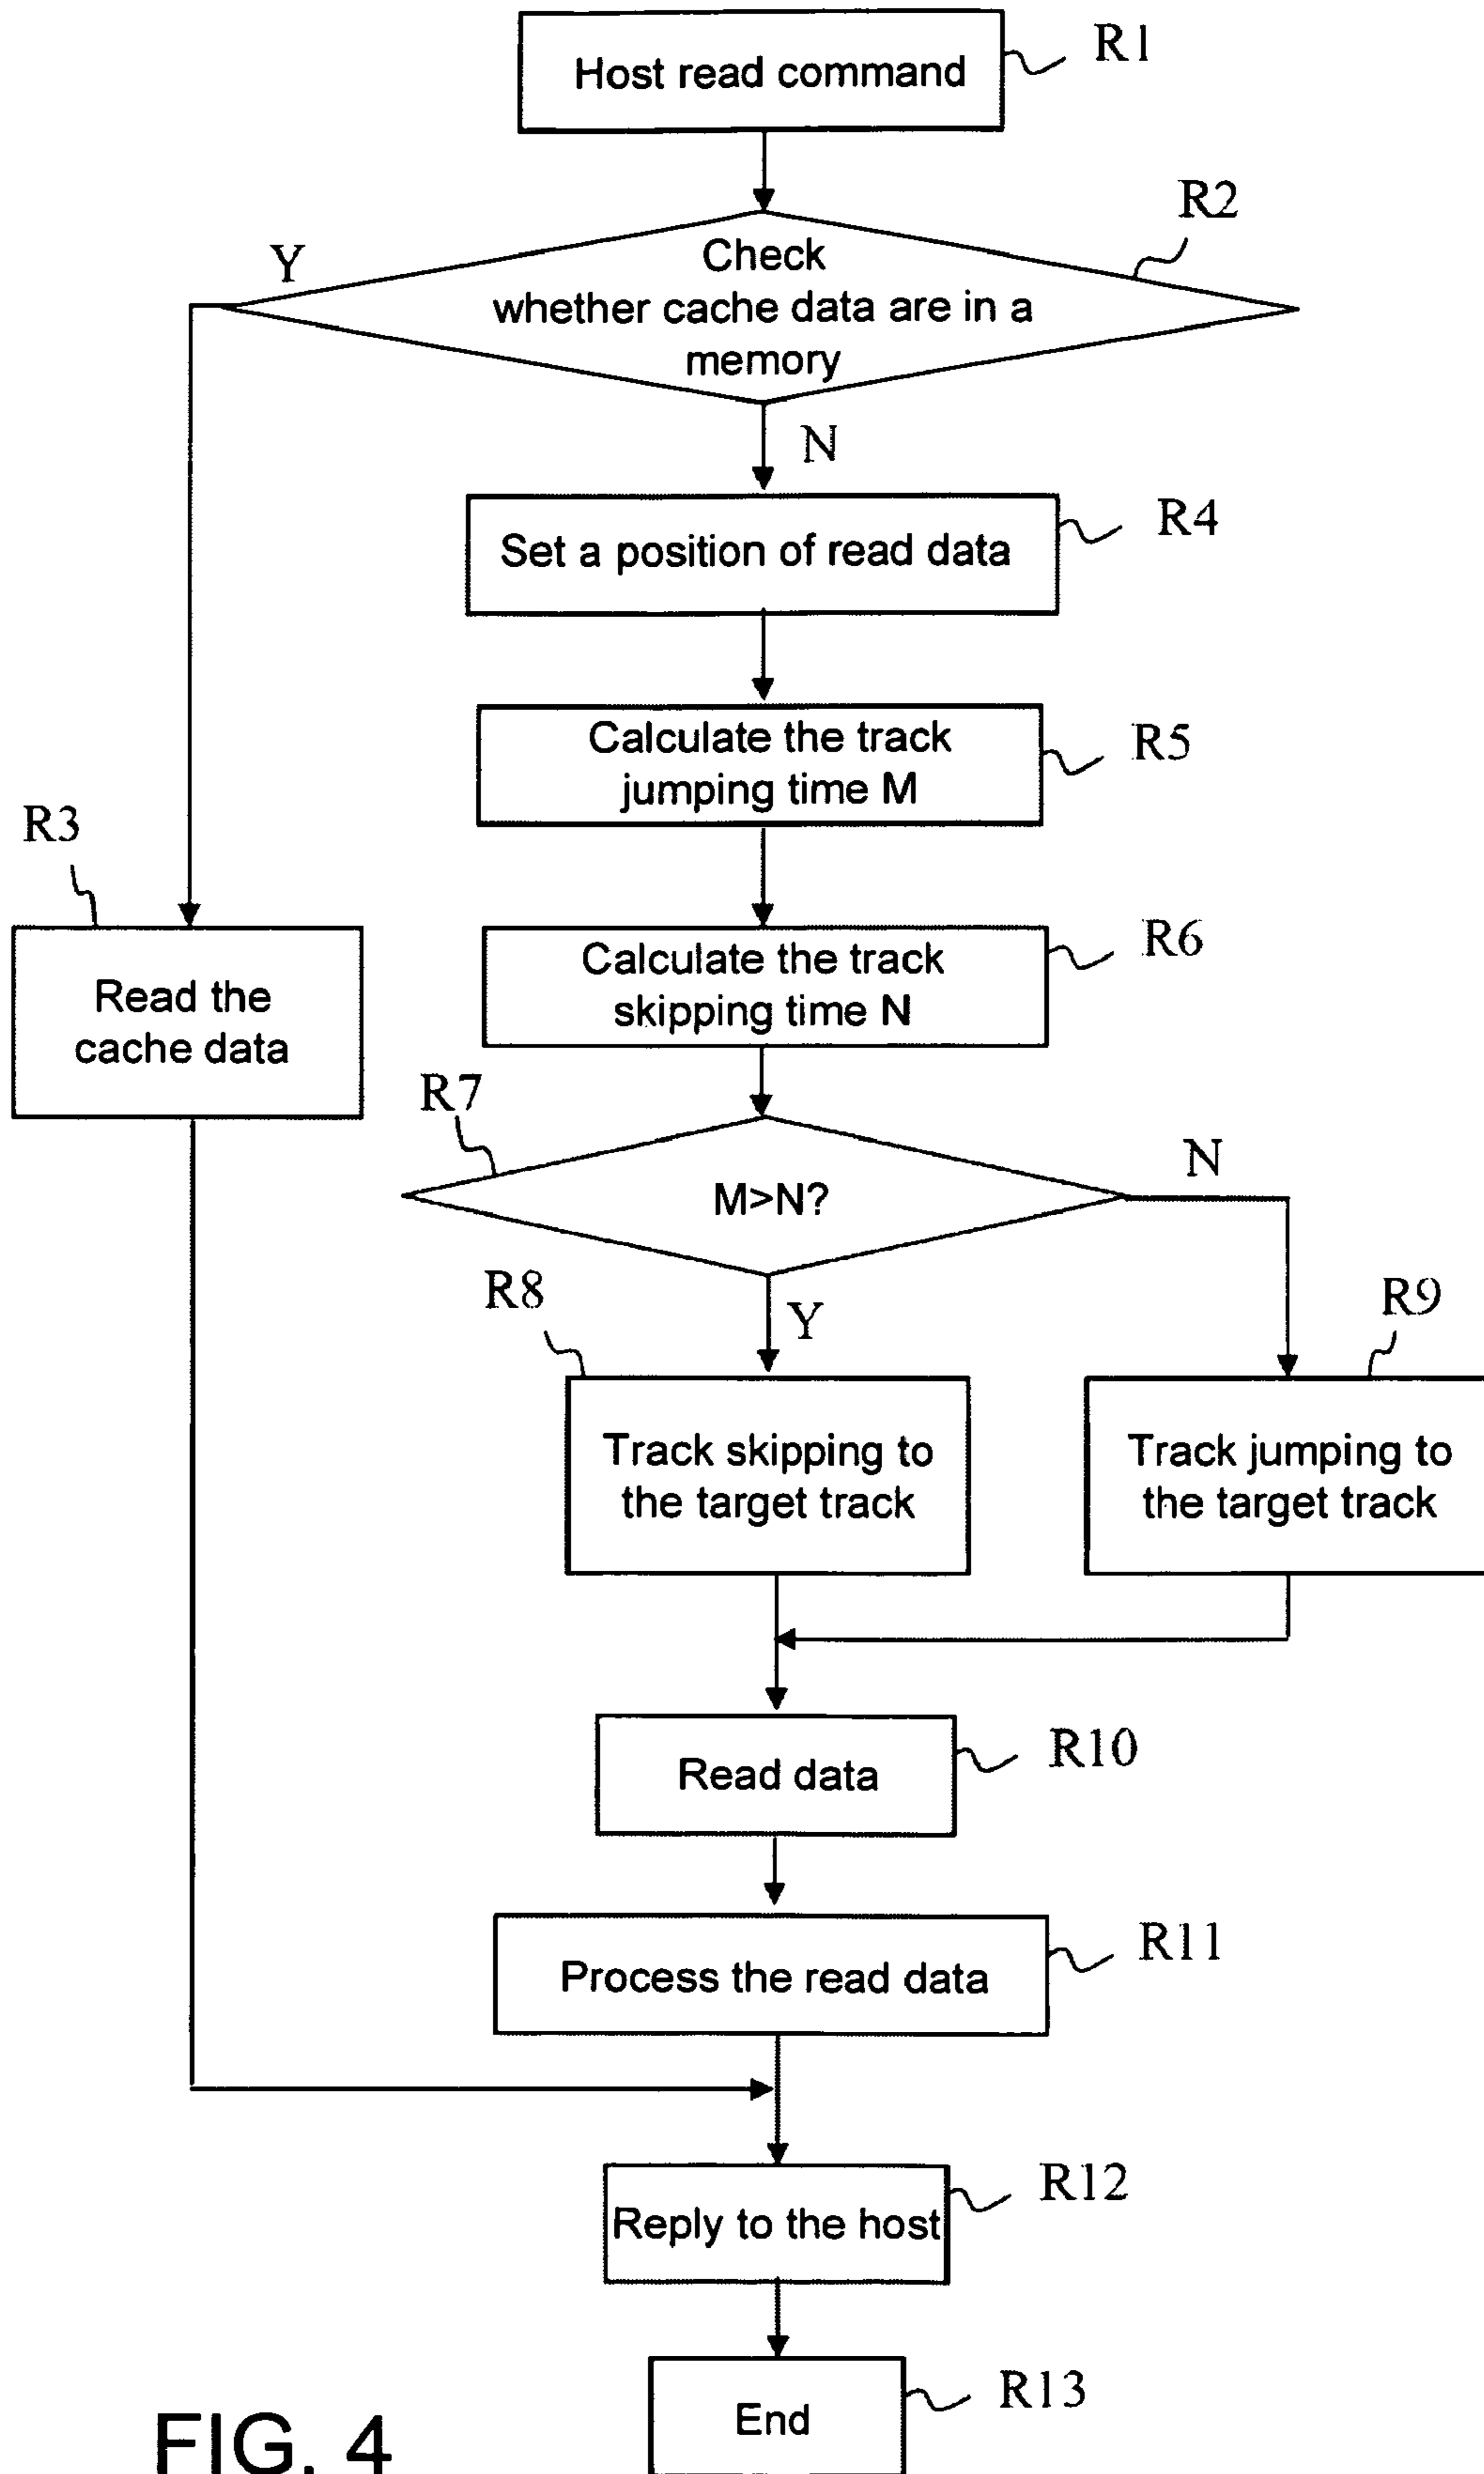 Host read command
R1
R2
Y
Check
whether cache data are in a
memory
N
Set a position of read data
R4
Calculate the track
jumping time M
R5
R3
Read the
cache data
Calculate the track
skipping time N
R6
R7
M>N?
N
R8
Y
R9
Track skipping to
the target track
Track jumping to
the target track
Read data
R10
Process the read data
R11
Reply to the host
R12
End
R13
FIG. 4